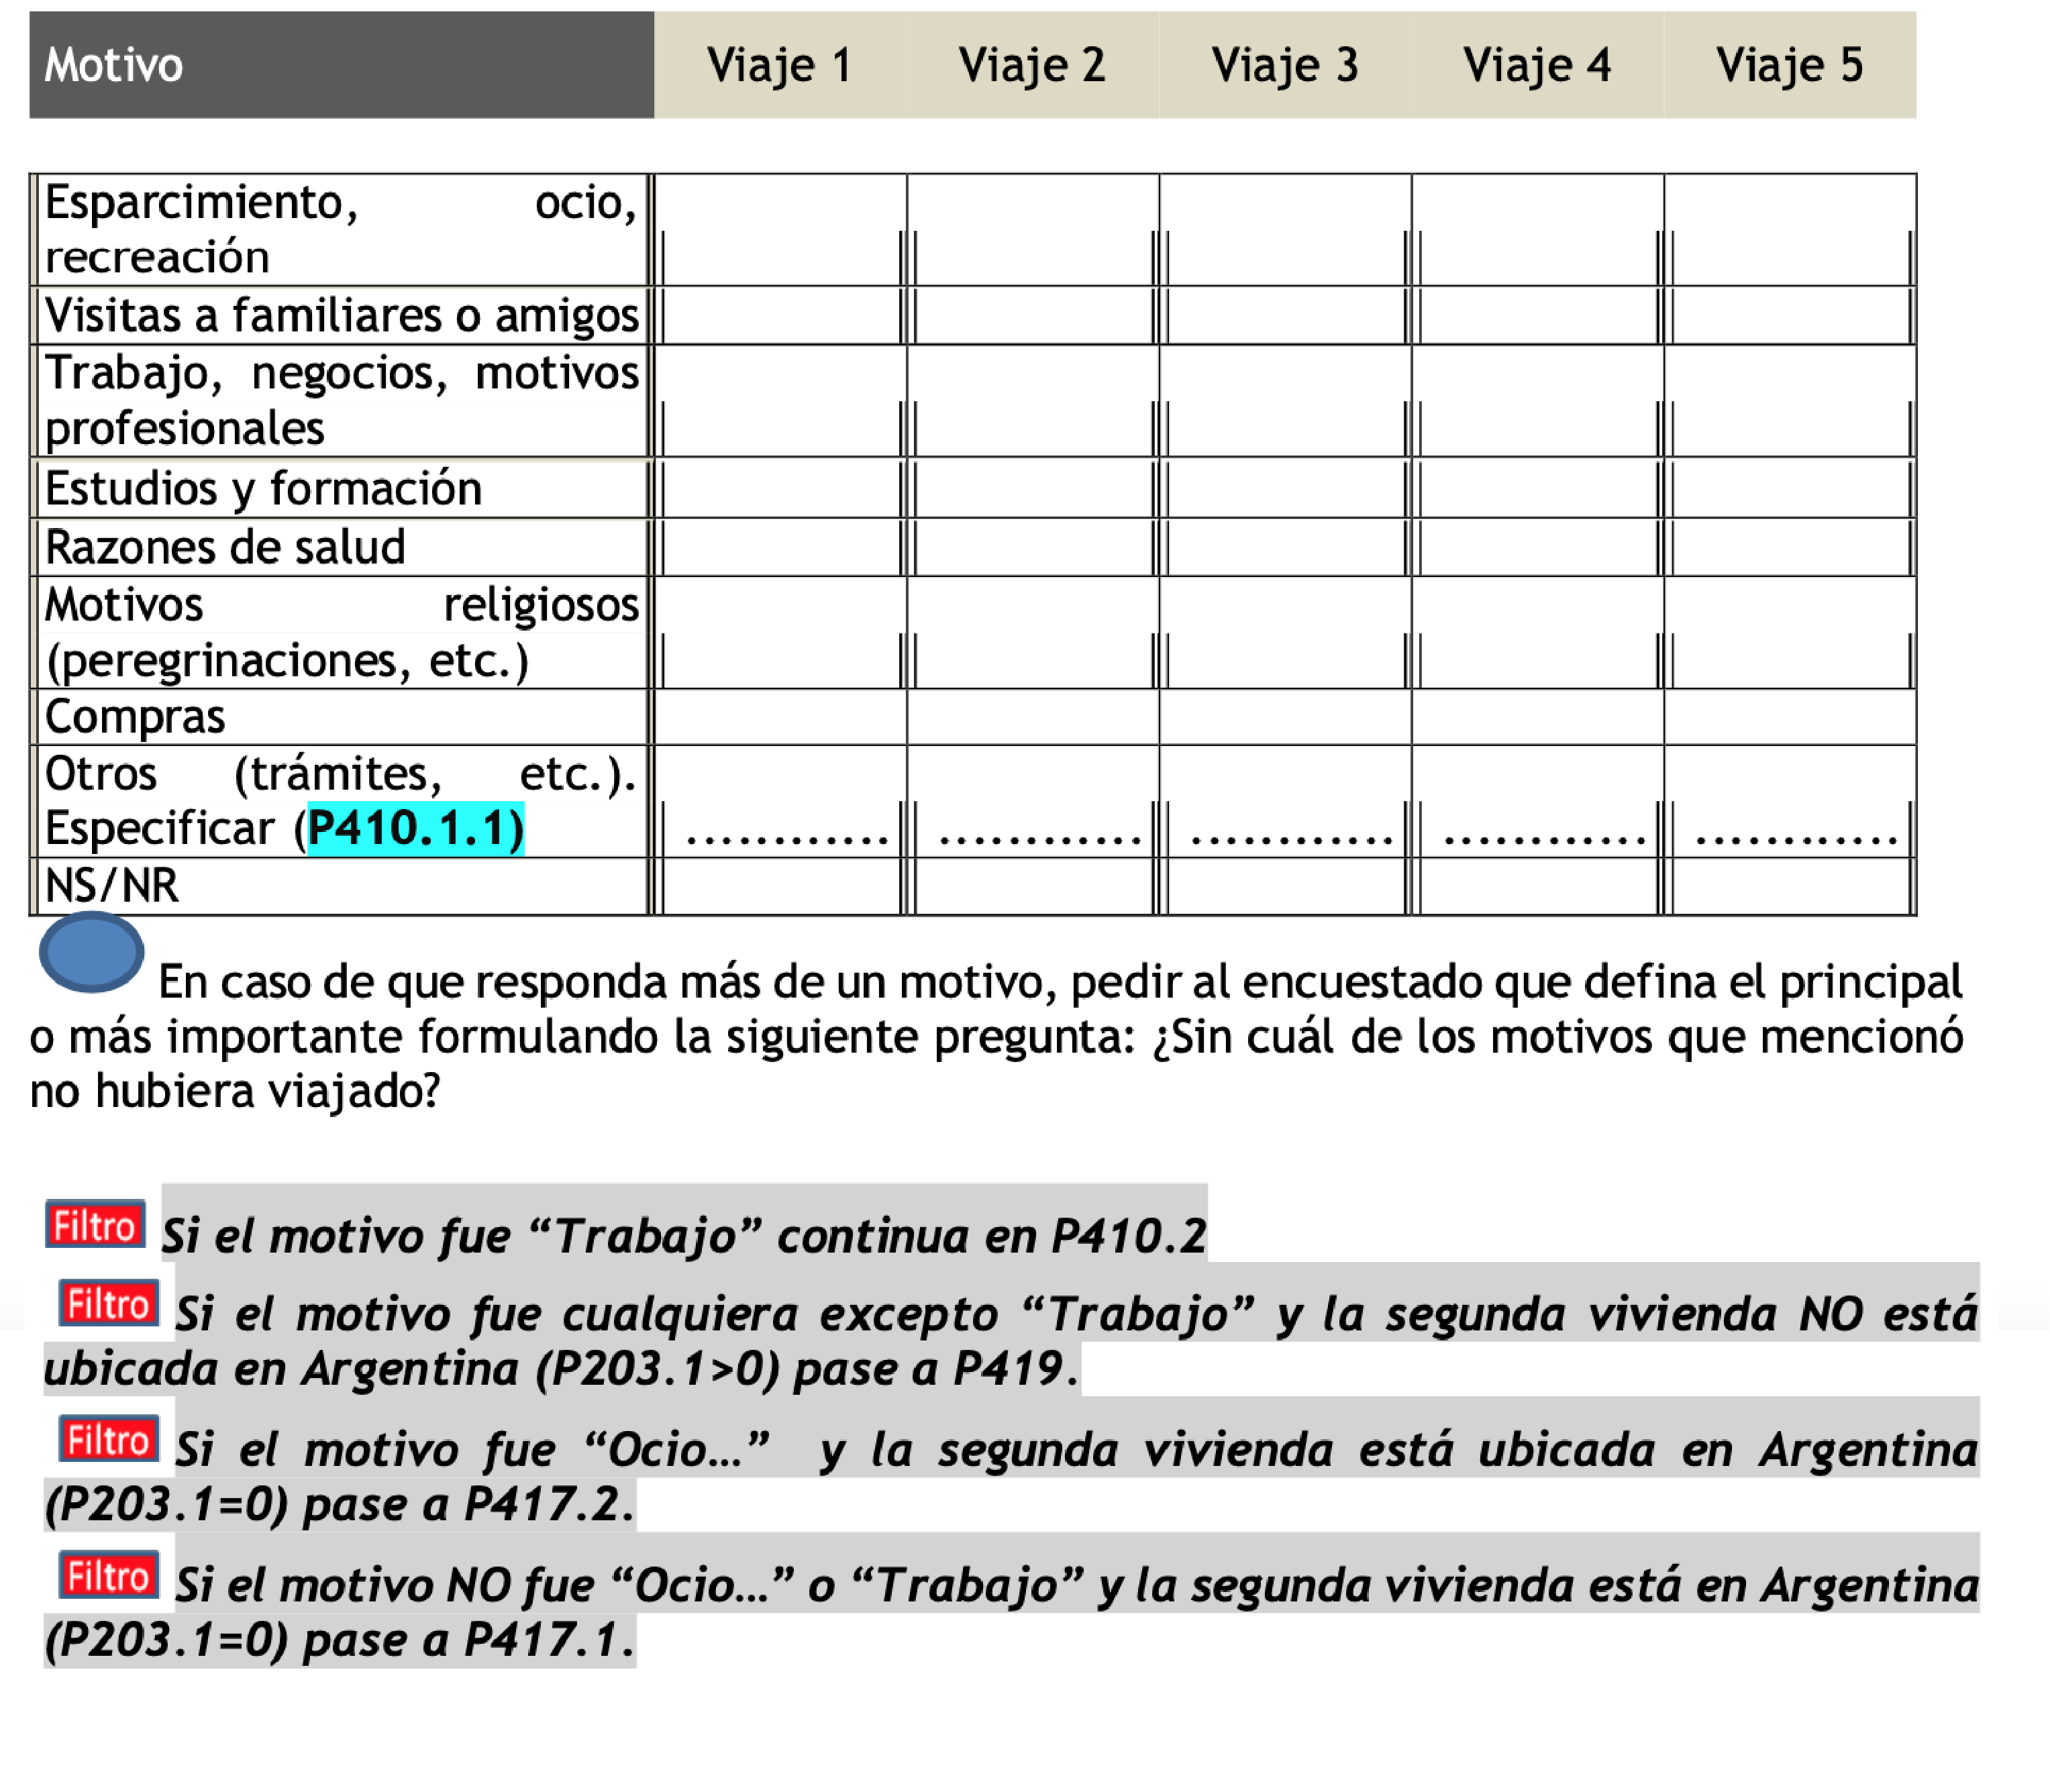 Motivo Viaje 1 Viaje 2 Viaje 3 Viaje 4 Viaje 5
Esparcimiento, ocio,
recreación
Visitas a familiares o amigos
Trabajo, negocios, motivos
profesionales
Estudios y formación
Razones de salud
Motivos religiosos
(peregrinaciones, etc.)
Compras
Otros (trámites, etc.).
Especificar (P410.1.1) ............ ............ ............ ............ ............
NS/NR
En caso de que responda más de un motivo, pedir al encuestado que defina el principal
o más importante formulando la siguiente pregunta: ¿Sin cuál de los motivos que mencionó
no hubiera viajado?
Filtro Si el motivo fue “Trabajo” continua en P410.2
Filtro Si el motivo fue cualquiera excepto “Trabajo” y la segunda vivienda NO está
ubicada en Argentina (P203.1>0) pase a P419.
Filtro Si el motivo fue “Ocio…” y la segunda vivienda está ubicada en Argentina
(P203.1=0) pase a P417.2.
Filtro Si el motivo NO fue “Ocio…” o “Trabajo” y la segunda vivienda está en Argentina
(P203.1=0) pase a P417.1.